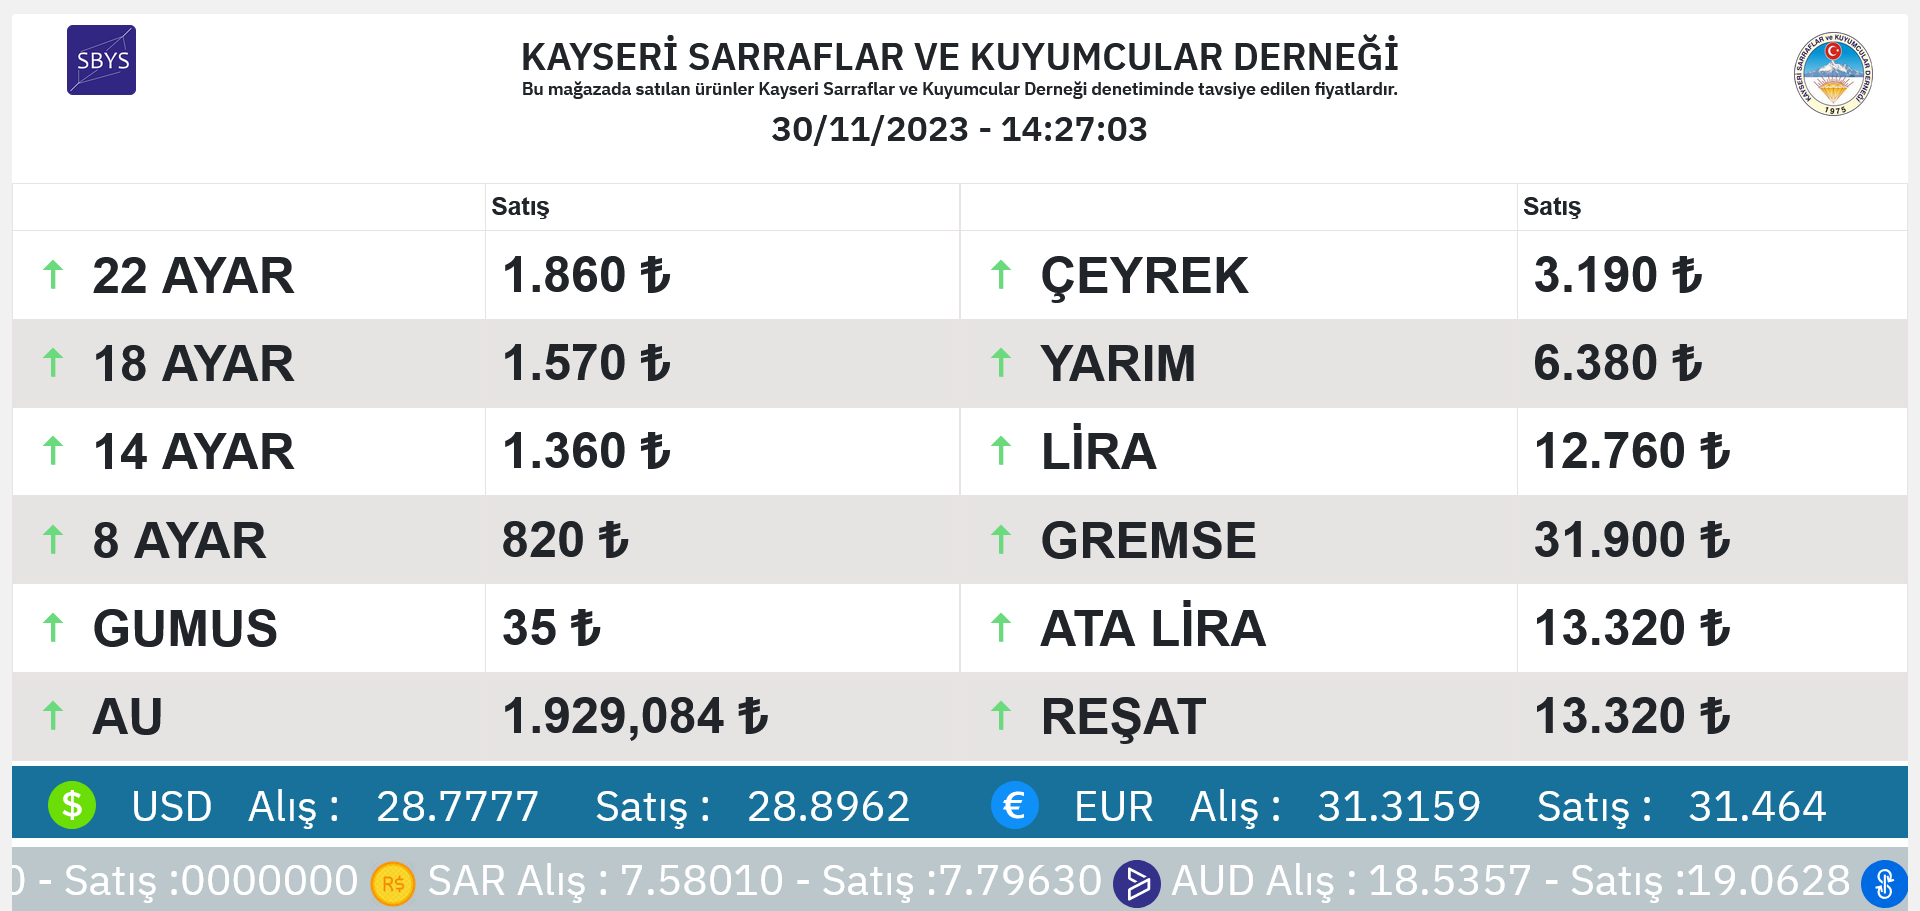 SBYS
KAYSERİ SARRAFLAR VE KUYUMCULAR DERNEĞİ
Bu mağazada satılan ürünler Kayseri Sarraflar ve Kuyumcular Derneği denetiminde tavsiye edilen fiyatlardır.
30/11/2023 - 14:27:03
KAYSERİ SARRAFLAR ve KUYUMCULAR DERNEĞİ
1975
Satış Satış
22 AYAR 1.860 ₺ ÇEYREK 3.190 ₺
18 AYAR 1.570 ₺ YARIM 6.380 ₺
14 AYAR 1.360 ₺ LİRA 12.760 ₺
8 AYAR 820 ₺ GREMSE 31.900 ₺
GUMUS 35 ₺ ATA LİRA 13.320 ₺
AU 1.929,084 ₺ REŞAT 13.320 ₺
$ USD Alış : 28.7777 Satış : 28.8962 € EUR Alış : 31.3159 Satış : 31.464
0 - Satış :0000000 R$ SAR Alış : 7.58010 - Satış :7.79630 AUD Alış : 18.5357 - Satış :19.0628